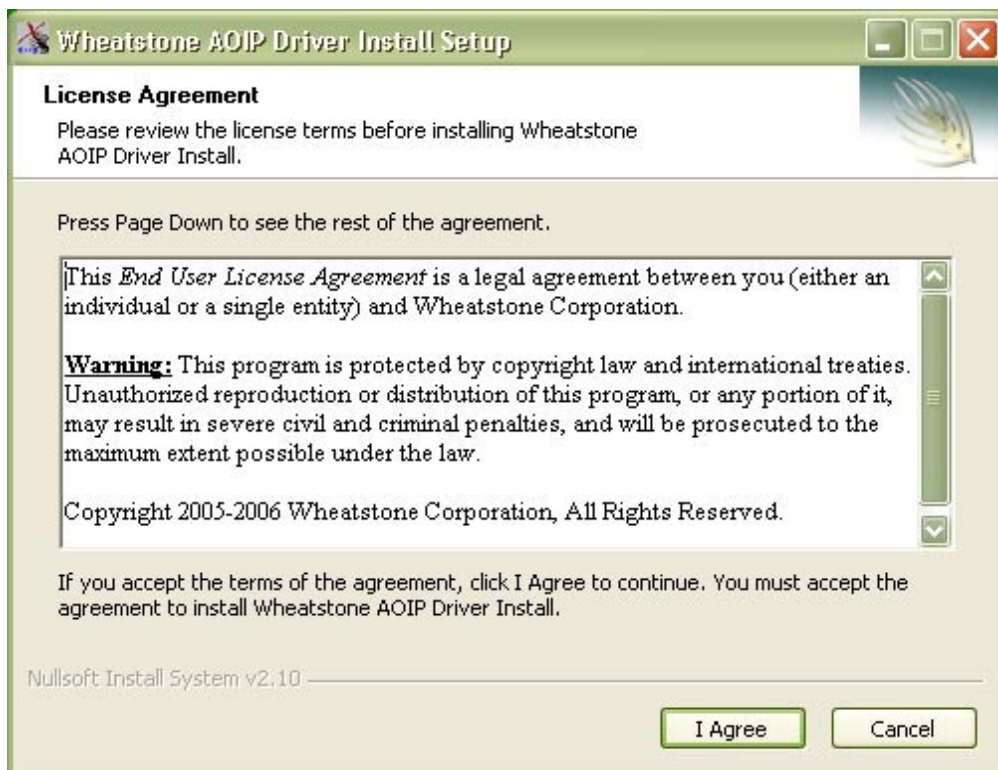 Wheatstone AOIP Driver Install Setup
License Agreement
Please review the license terms before installing Wheatstone
AOIP Driver Install.
Press Page Down to see the rest of the agreement.
This End User License Agreement is a legal agreement between you (either an
individual or a single entity) and Wheatstone Corporation.
Warning: This program is protected by copyright law and international treaties.
Unauthorized reproduction or distribution of this program, or any portion of it,
may result in severe civil and criminal penalties, and will be prosecuted to the
maximum extent possible under the law.
Copyright 2005-2006 Wheatstone Corporation, All Rights Reserved.
If you accept the terms of the agreement, click I Agree to continue. You must accept the
agreement to install Wheatstone AOIP Driver Install.
Nullsoft Install System v2.10
I Agree
Cancel